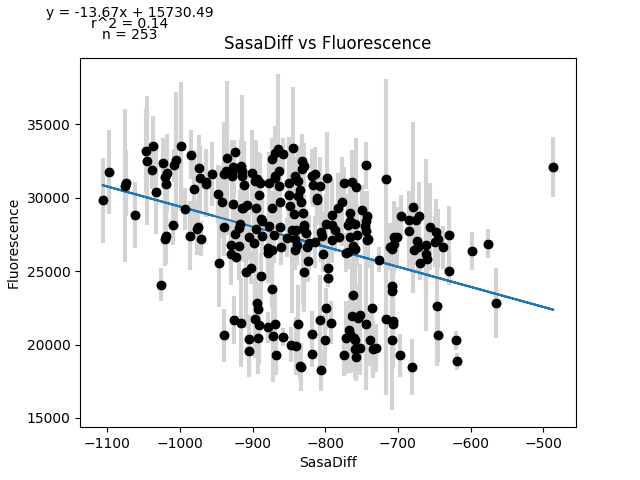 y = -13.67x + 15730.49
r^2 = 0.14
n = 253
SasaDiff vs Fluorescence
35000
30000
25000
20000
15000
Fluorescence
−1100 −1000 −900 −800 −700 −600 −500
SasaDiff